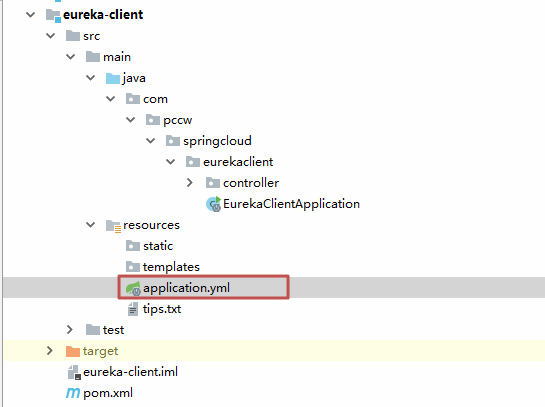 eureka-client
src
main
java
com
pccw
springcloud
eurekaclient
controller
EurekaClientApplication
resources
static
templates
application.yml
tips.txt
test
target
eureka-client.iml
pom.xml